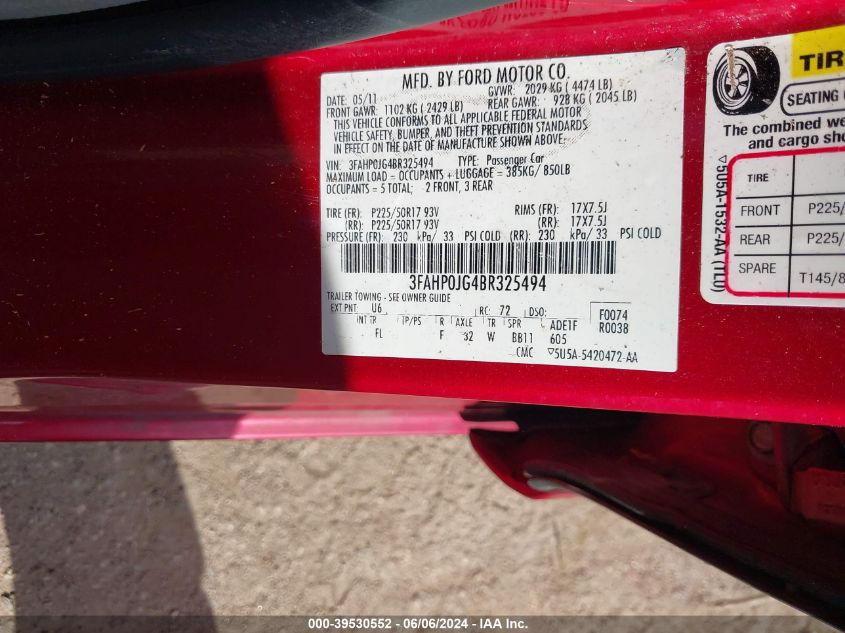 MFD. BY FORD MOTOR CO.
DATE: 05/11 GVWR: 2029 KG ( 4474 LB)
FRONT GAWR: 1102 KG ( 2429 LB) REAR GAWR: 928 KG ( 2045 LB)
THIS VEHICLE CONFORMS TO ALL APPLICABLE FEDERAL MOTOR
VEHICLE SAFETY, BUMPER, AND THEFT PREVENTION STANDARDS
IN EFFECT ON THE DATE OF MANUFACTURE SHOWN ABOVE.
VIN: 3FAHP0JG4BR325494 TYPE: Passenger Car
MAXIMUM LOAD = OCCUPANTS + LUGGAGE = 385KG/ 850LB
OCCUPANTS = 5 TOTAL; 2 FRONT, 3 REAR
TIRE (FR): P225/50R17 93V RIMS (FR): 17X7.5J
(RR): P225/50R17 93V (RR): 17X7.5J
PRESSURE (FR): 230 kPa/ 33 PSI COLD (RR): 230 kPa/ 33 PSI COLD
3FAHP0JG4BR325494
TRAILER TOWING - SEE OWNER GUIDE
EXT PNT: U6 RC: 72 DSO: F0074
INT TR TP/PS R AXLE TR SPR ADE1F R0038
FL F 32 W BB11 605
CMC ▽5U5A-5420472-AA
TIR
SEATING
The combined we
and cargo sho
TIRE
FRONT P225/
REAR P225/
SPARE T145/8
▽5U5A-1532-AA (TL0)
000-39530552 - 06/06/2024 - IAA Inc.